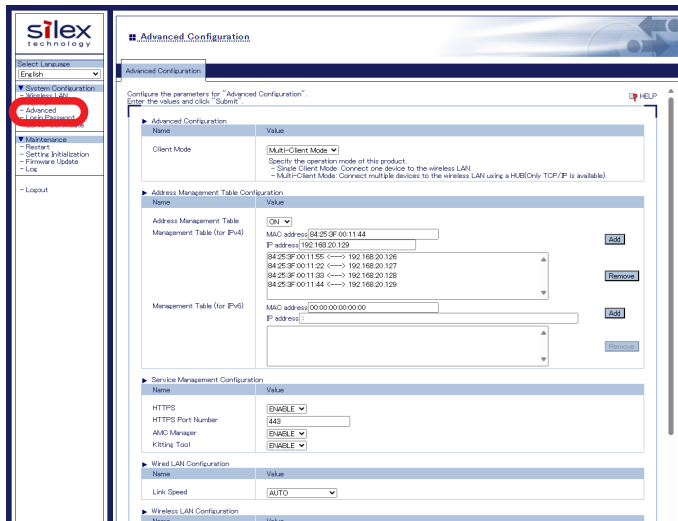 silex
technology
Select Language
English
▼ System Configuration
- Wireless LAN
- Advanced
- Login Password
▼ Maintenance
- Restart
- Setting Initialization
- Firmware Update
- Log
- Logout
Advanced Configuration
Advanced Configuration
Configure the parameters for "Advanced Configuration".
Enter the values and click "Submit".
HELP
▶ Advanced Configuration
Name Value
Client Mode Multi-Client Mode
Specify the operation mode of this product.
- Single Client Mode: Connect one device to the wireless LAN.
- Multi-Client Mode: Connect multiple devices to the wireless LAN using a HUB(Only TCP/IP is available).
▶ Address Management Table Configuration
Name Value
Address Management Table ON
Management Table (for IPv4) MAC address 84:25:3F:00:11:44
IP address 192.168.20.129
Add
84:25:3F:00:11:55 <---> 192.168.20.126
84:25:3F:00:11:22 <---> 192.168.20.127
84:25:3F:00:11:33 <---> 192.168.20.128
84:25:3F:00:11:44 <---> 192.168.20.129
Remove
Management Table (for IPv6) MAC address 00:00:00:00:00:00
IP address ::
Add
Remove
▶ Service Management Configuration
Name Value
HTTPS ENABLE
HTTPS Port Number 443
AMC Manager ENABLE
Kitting Tool ENABLE
▶ Wired LAN Configuration
Name Value
Link Speed AUTO
▶ Wireless LAN Configuration
Name Value